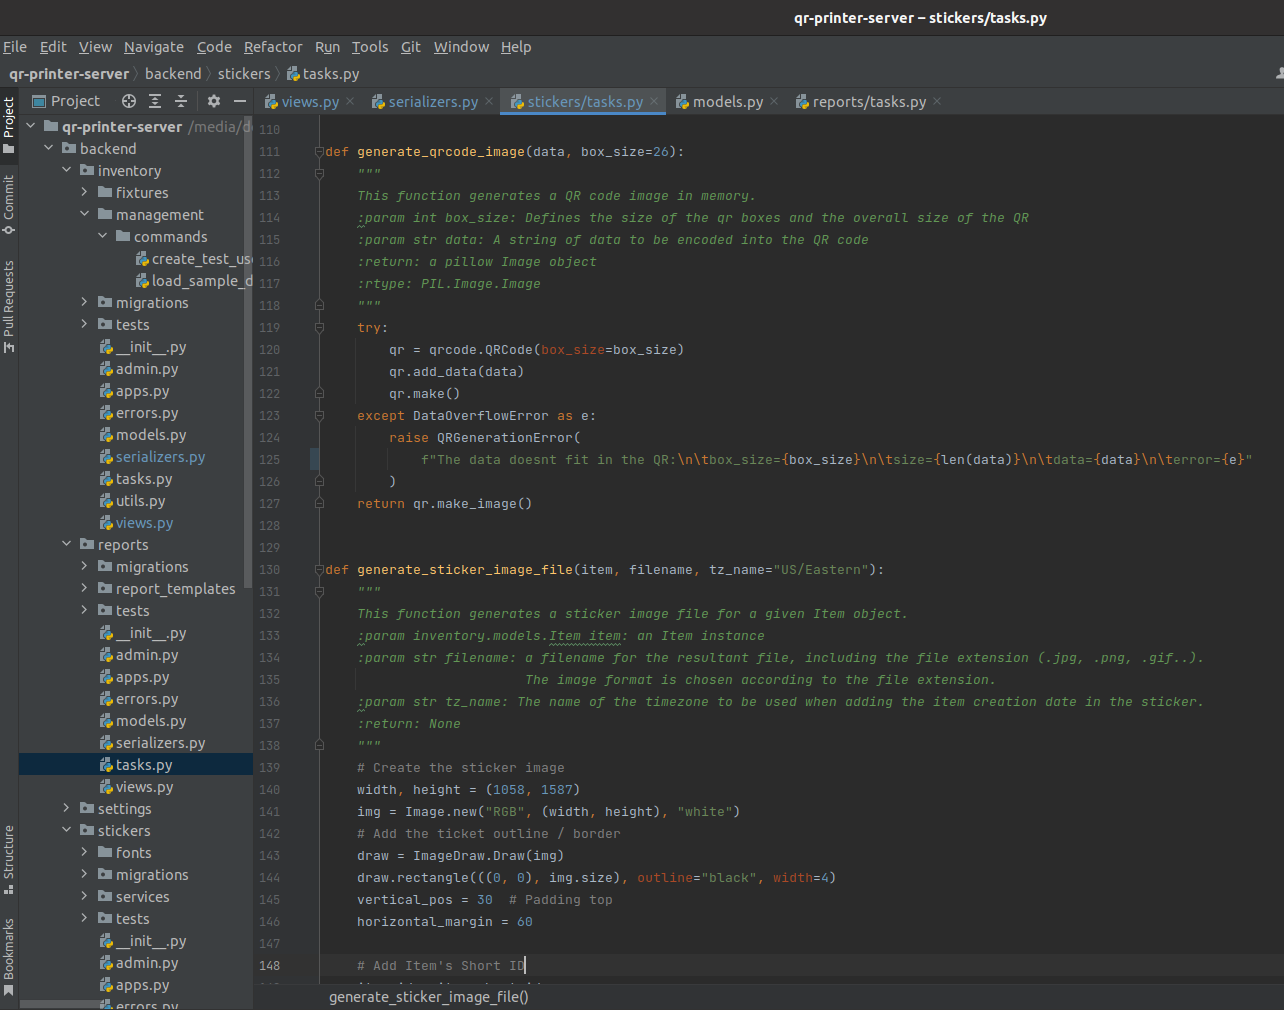 qr-printer-server – stickers/tasks.py
File Edit View Navigate Code Refactor Run Tools Git Window Help
qr-printer-server backend stickers tasks.py
Project
Commit
Pull Requests
Structure
Bookmarks
Project
qr-printer-server /media/d
backend
inventory
fixtures
management
commands
create_test_us
load_sample_d
migrations
tests
__init__.py
admin.py
apps.py
errors.py
models.py
serializers.py
tasks.py
utils.py
views.py
reports
migrations
report_templates
tests
__init__.py
admin.py
apps.py
errors.py
models.py
serializers.py
tasks.py
views.py
settings
stickers
fonts
migrations
services
tests
__init__.py
admin.py
apps.py
errors.py
views.py serializers.py stickers/tasks.py models.py reports/tasks.py
110
111 def generate_qrcode_image(data, box_size=26):
112 """
113 This function generates a QR code image in memory.
114 :param int box_size: Defines the size of the qr boxes and the overall size of the QR
115 :param str data: A string of data to be encoded into the QR code
116 :return: a pillow Image object
117 :rtype: PIL.Image.Image
118 """
119 try:
120 qr = qrcode.QRCode(box_size=box_size)
121 qr.add_data(data)
122 qr.make()
123 except DataOverflowError as e:
124 raise QRGenerationError(
125 f"The data doesnt fit in the QR:\n\tbox_size={box_size}\n\tsize={len(data)}\n\tdata={data}\n\terror={e}"
126 )
127 return qr.make_image()
128
129
130 def generate_sticker_image_file(item, filename, tz_name="US/Eastern"):
131 """
132 This function generates a sticker image file for a given Item object.
133 :param inventory.models.Item item: an Item instance
134 :param str filename: a filename for the resultant file, including the file extension (.jpg, .png, .gif..).
135 The image format is chosen according to the file extension.
136 :param str tz_name: The name of the timezone to be used when adding the item creation date in the sticker.
137 :return: None
138 """
139 # Create the sticker image
140 width, height = (1058, 1587)
141 img = Image.new("RGB", (width, height), "white")
142 # Add the ticket outline / border
143 draw = ImageDraw.Draw(img)
144 draw.rectangle(((0, 0), img.size), outline="black", width=4)
145 vertical_pos = 30 # Padding top
146 horizontal_margin = 60
147
148 # Add Item's Short ID
generate_sticker_image_file()